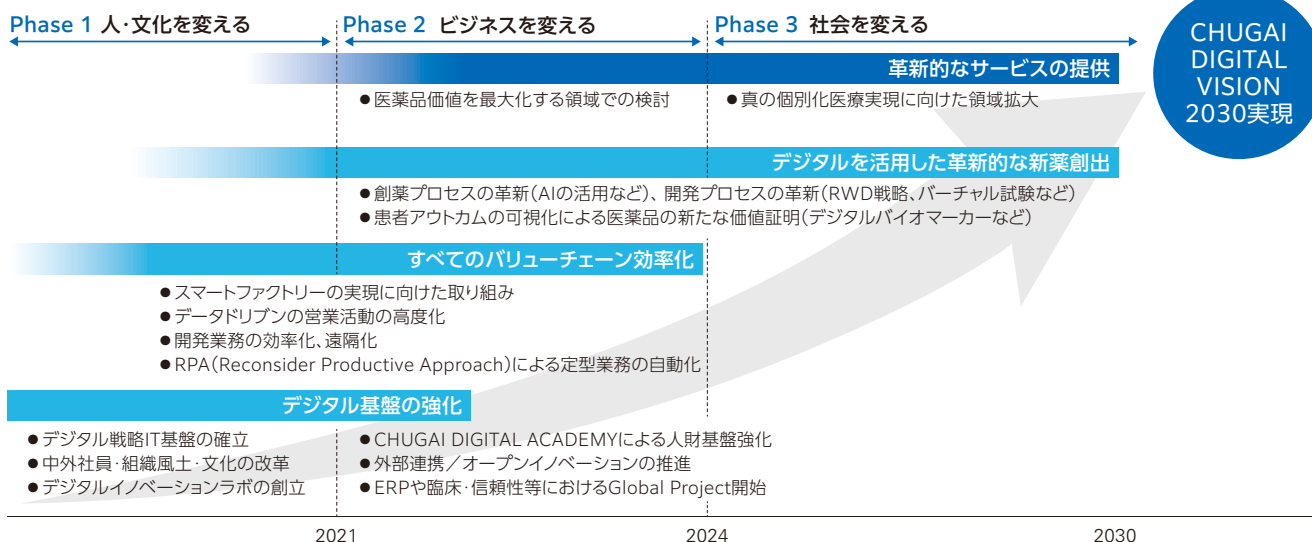 Phase 1 人・文化を変える
Phase 2 ビジネスを変える
Phase 3 社会を変える
CHUGAI
DIGITAL
VISION
2030実現
革新的なサービスの提供
●医薬品価値を最大化する領域での検討
●真の個別化医療実現に向けた領域拡大
デジタルを活用した革新的な新薬創出
●創薬プロセスの革新(AIの活用など)、開発プロセスの革新(RWD戦略、バーチャル試験など)
●患者アウトカムの可視化による医薬品の新たな価値証明(デジタルバイオマーカーなど)
すべてのバリューチェーン効率化
●スマートファクトリーの実現に向けた取り組み
●データドリブンの営業活動の高度化
●開発業務の効率化、遠隔化
●RPA(Reconsider Productive Approach)による定型業務の自動化
デジタル基盤の強化
●デジタル戦略IT基盤の確立
●中外社員・組織風土・文化の改革
●デジタルイノベーションラボの創立
●CHUGAI DIGITAL ACADEMYによる人財基盤強化
●外部連携／オープンイノベーションの推進
●ERPや臨床・信頼性等におけるGlobal Project開始
2021
2024
2030